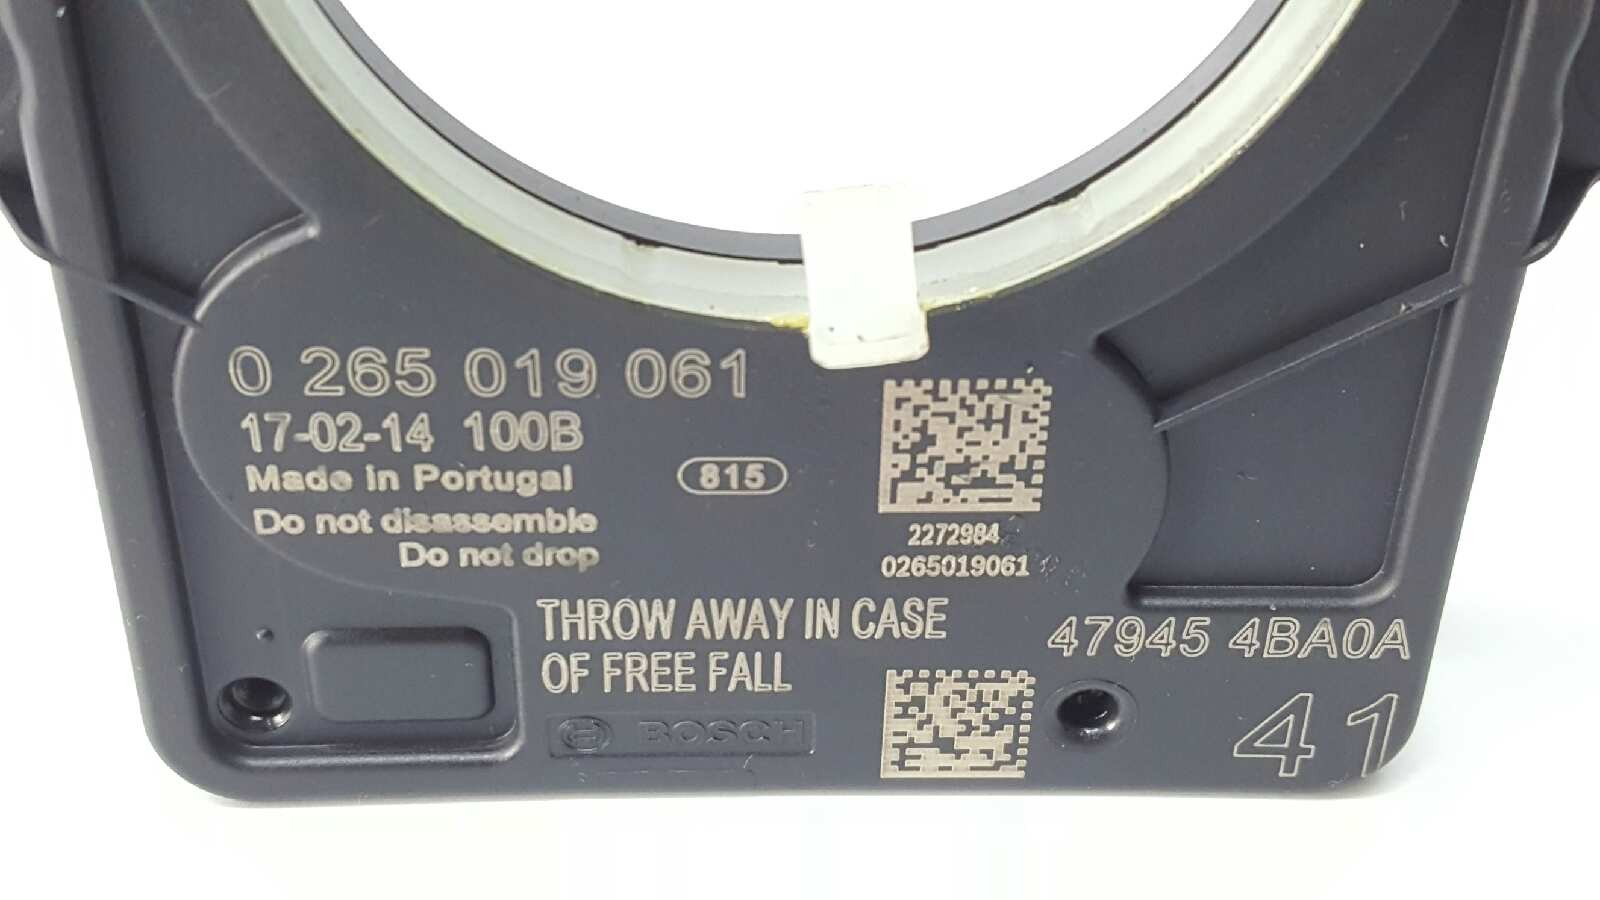 0 265 019 061
17-02-14 100B
Made in Portugal
815
Do not disassemble
Do not drop
2272984
0265019061
THROW AWAY IN CASE
OF FREE FALL
47945 4BA0A
BOSCH
41